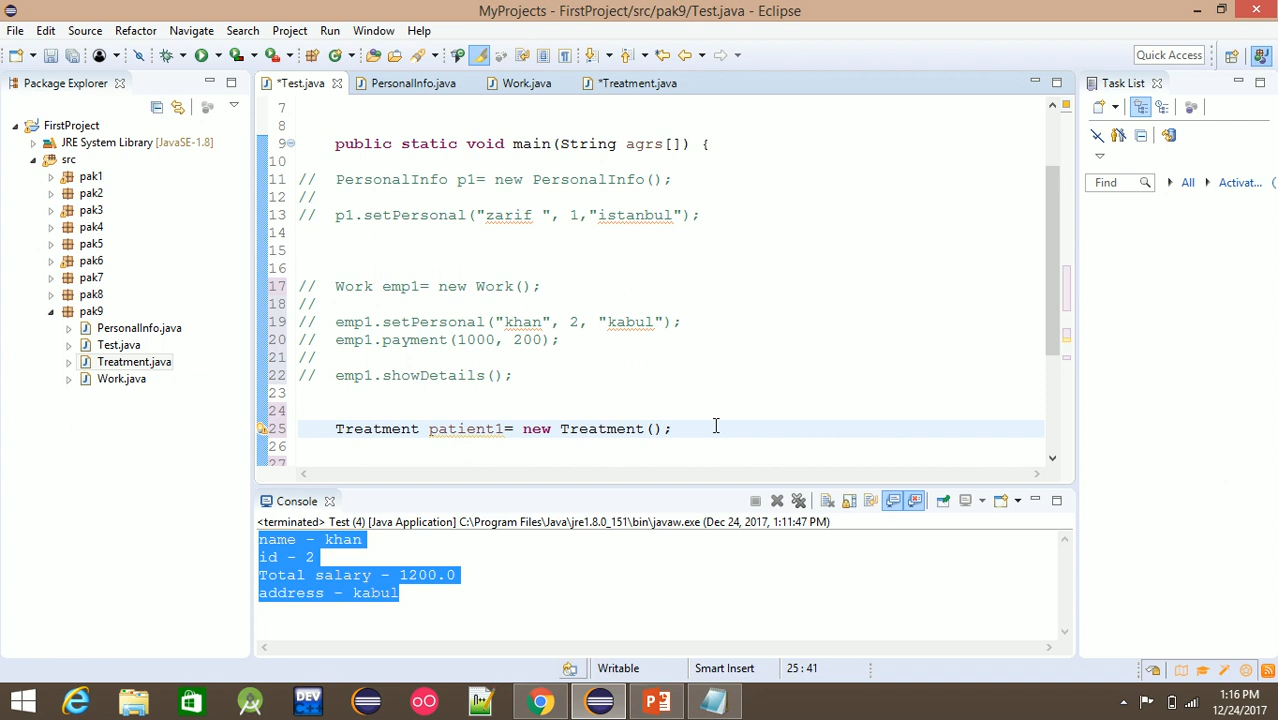 MyProjects - FirstProject/src/pak9/Test.java - Eclipse
File Edit Source Refactor Navigate Search Project Run Window Help
Quick Access
Package Explorer
*Test.java PersonalInfo.java Work.java *Treatment.java
Task List
FirstProject
JRE System Library [JavaSE-1.8]
src
pak1
pak2
pak3
pak4
pak5
pak6
pak7
pak8
pak9
PersonalInfo.java
Test.java
Treatment.java
Work.java
7
8
9 public static void main(String agrs[]) {
10
11 // PersonalInfo p1= new PersonalInfo();
12 //
13 // p1.setPersonal("zarif ", 1,"istanbul");
14
15
16
17 // Work emp1= new Work();
18 //
19 // emp1.setPersonal("khan", 2, "kabul");
20 // emp1.payment(1000, 200);
21 //
22 // emp1.showDetails();
23
24
25 Treatment patient1= new Treatment();
26
27
Find All Activat...
Console
<terminated> Test (4) [Java Application] C:\Program Files\Java\jre1.8.0_151\bin\javaw.exe (Dec 24, 2017, 1:11:47 PM)
name - khan
id - 2
Total salary - 1200.0
address - kabul
Writable Smart Insert 25 : 41
DEV
1:16 PM
12/24/2017